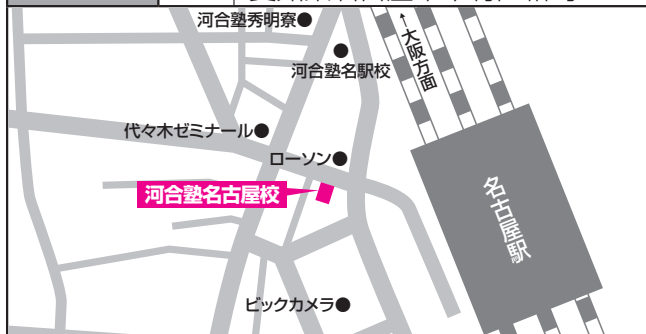 河合塾秀明寮●
←大阪方面
河合塾名駅校
代々木ゼミナール●
ローソン●
河合塾名古屋校
名古屋駅
ビックカメラ●